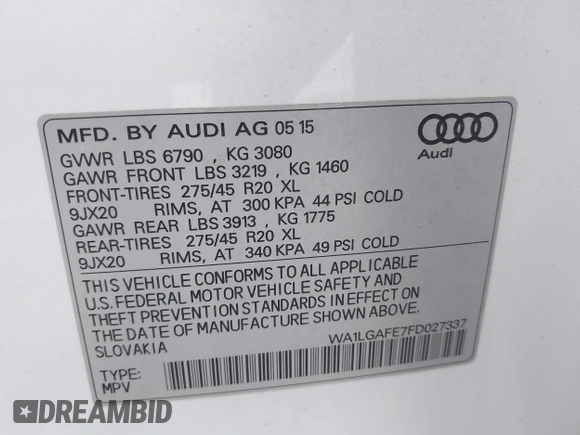 MFD. BY AUDI AG 05 15
Audi
GVWR LBS 6790 , KG 3080
GAWR FRONT LBS 3219 , KG 1460
FRONT-TIRES 275/45 R20 XL
9JX20 RIMS, AT 300 KPA 44 PSI COLD
GAWR REAR LBS 3913 , KG 1775
REAR-TIRES 275/45 R20 XL
9JX20 RIMS, AT 340 KPA 49 PSI COLD
THIS VEHICLE CONFORMS TO ALL APPLICABLE
U.S. FEDERAL MOTOR VEHICLE SAFETY AND
THEFT PREVENTION STANDARDS IN EFFECT ON
THE DATE OF MANUFACTURE SHOWN ABOVE.
SLOVAKIA
WA1LGAFE7FD027337
TYPE:
MPV
DREAMBID